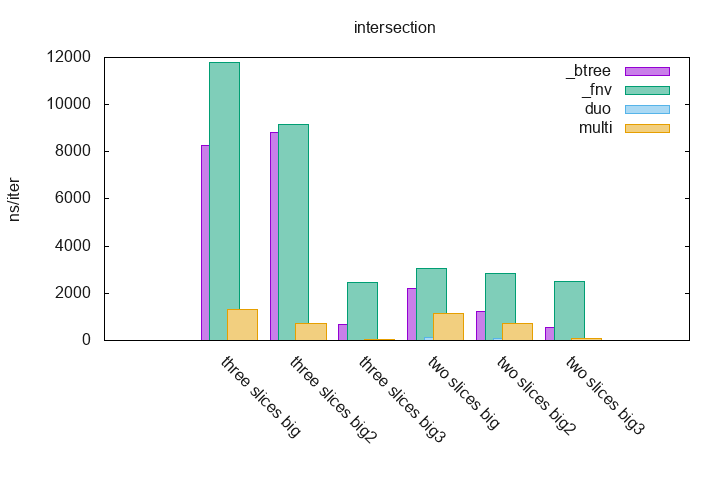 intersection
ns/iter
12000
10000
8000
6000
4000
2000
0
_btree
_fnv
duo
multi
three slices big
three slices big2
three slices big3
two slices big
two slices big2
two slices big3